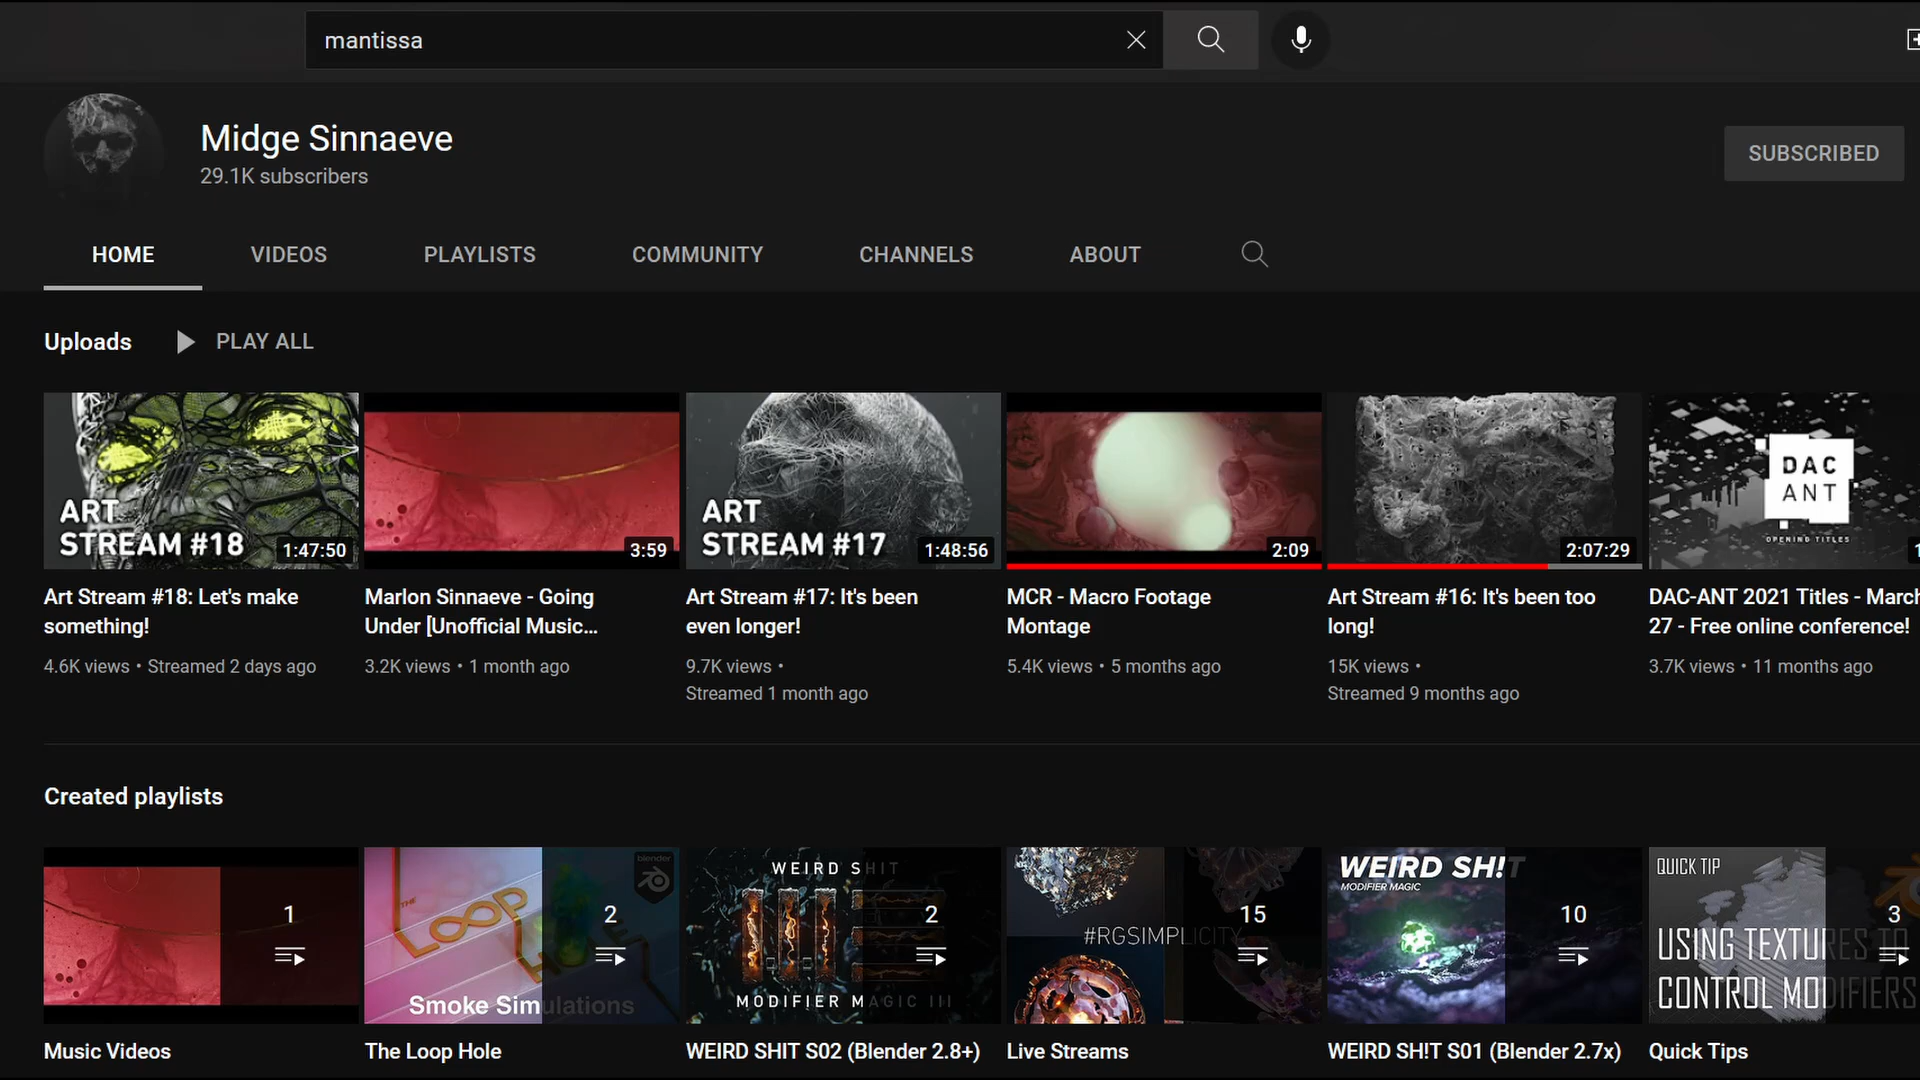 mantissa
Midge Sinnaeve
29.1K subscribers
SUBSCRIBED
HOME
VIDEOS
PLAYLISTS
COMMUNITY
CHANNELS
ABOUT
Uploads
PLAY ALL
ART
STREAM #18
1:47:50
3:59
ART
STREAM #17
1:48:56
2:09
2:07:29
DAC
ANT
OPENING TITLES
Art Stream #18: Let's make
something!
4.6K views • Streamed 2 days ago
Marlon Sinnaeve - Going
Under [Unofficial Music...
3.2K views • 1 month ago
Art Stream #17: It's been
even longer!
9.7K views •
Streamed 1 month ago
MCR - Macro Footage
Montage
5.4K views • 5 months ago
Art Stream #16: It's been too
long!
15K views •
Streamed 9 months ago
DAC-ANT 2021 Titles - March
27 - Free online conference!
3.7K views • 11 months ago
Created playlists
1
THE
LOOP
HOLE
blender
2
Smoke Simulations
WEIRD SHIT
2
MODIFIER MAGIC III
15
#RGSIMPLICITY
WEIRD SH!T
MODIFIER MAGIC
10
QUICK TIP
3
USING TEXTURES TO
CONTROL MODIFIERS
Music Videos
The Loop Hole
WEIRD SHIT S02 (Blender 2.8+)
Live Streams
WEIRD SH!T S01 (Blender 2.7x)
Quick Tips